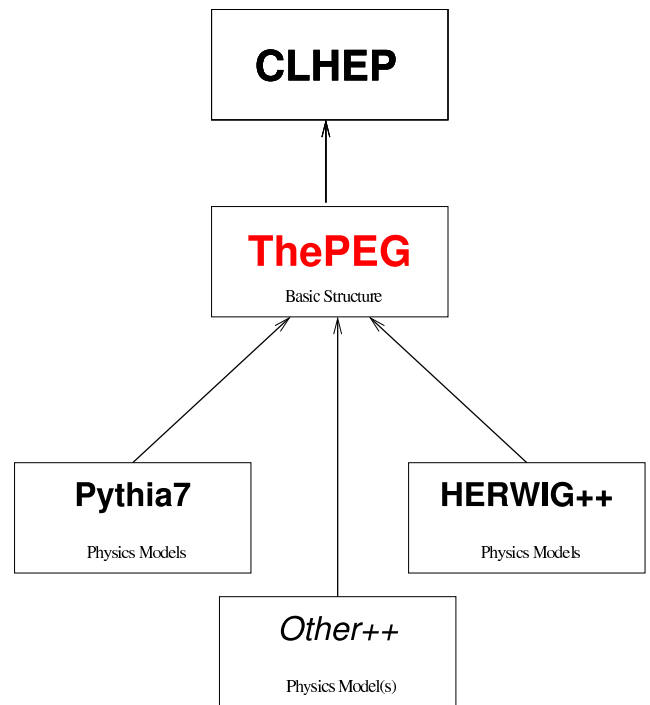 CLHEP
ThePEG
Basic Structure
Pythia7
Physics Models
HERWIG++
Physics Models
Other++
Physics Model(s)